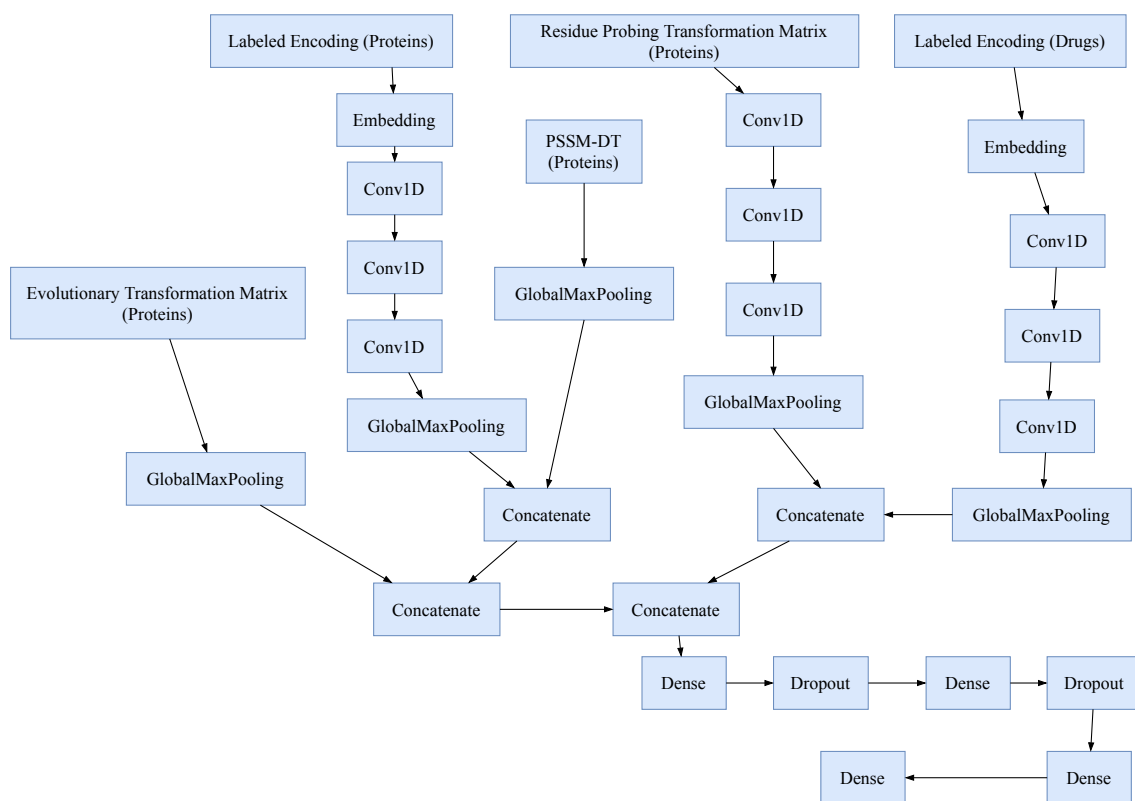 Labeled Encoding (Proteins)
Residue Probing Transformation Matrix
(Proteins)
Labeled Encoding (Drugs)
Embedding
Conv1D
PSSM-DT
(Proteins)
Embedding
Conv1D
Conv1D
Conv1D
Conv1D
Evolutionary Transformation Matrix
(Proteins)
GlobalMaxPooling
Conv1D
Conv1D
Conv1D
GlobalMaxPooling
GlobalMaxPooling
Conv1D
GlobalMaxPooling
Concatenate
Concatenate
GlobalMaxPooling
Concatenate
Concatenate
Dense
Dropout
Dense
Dropout
Dense
Dense